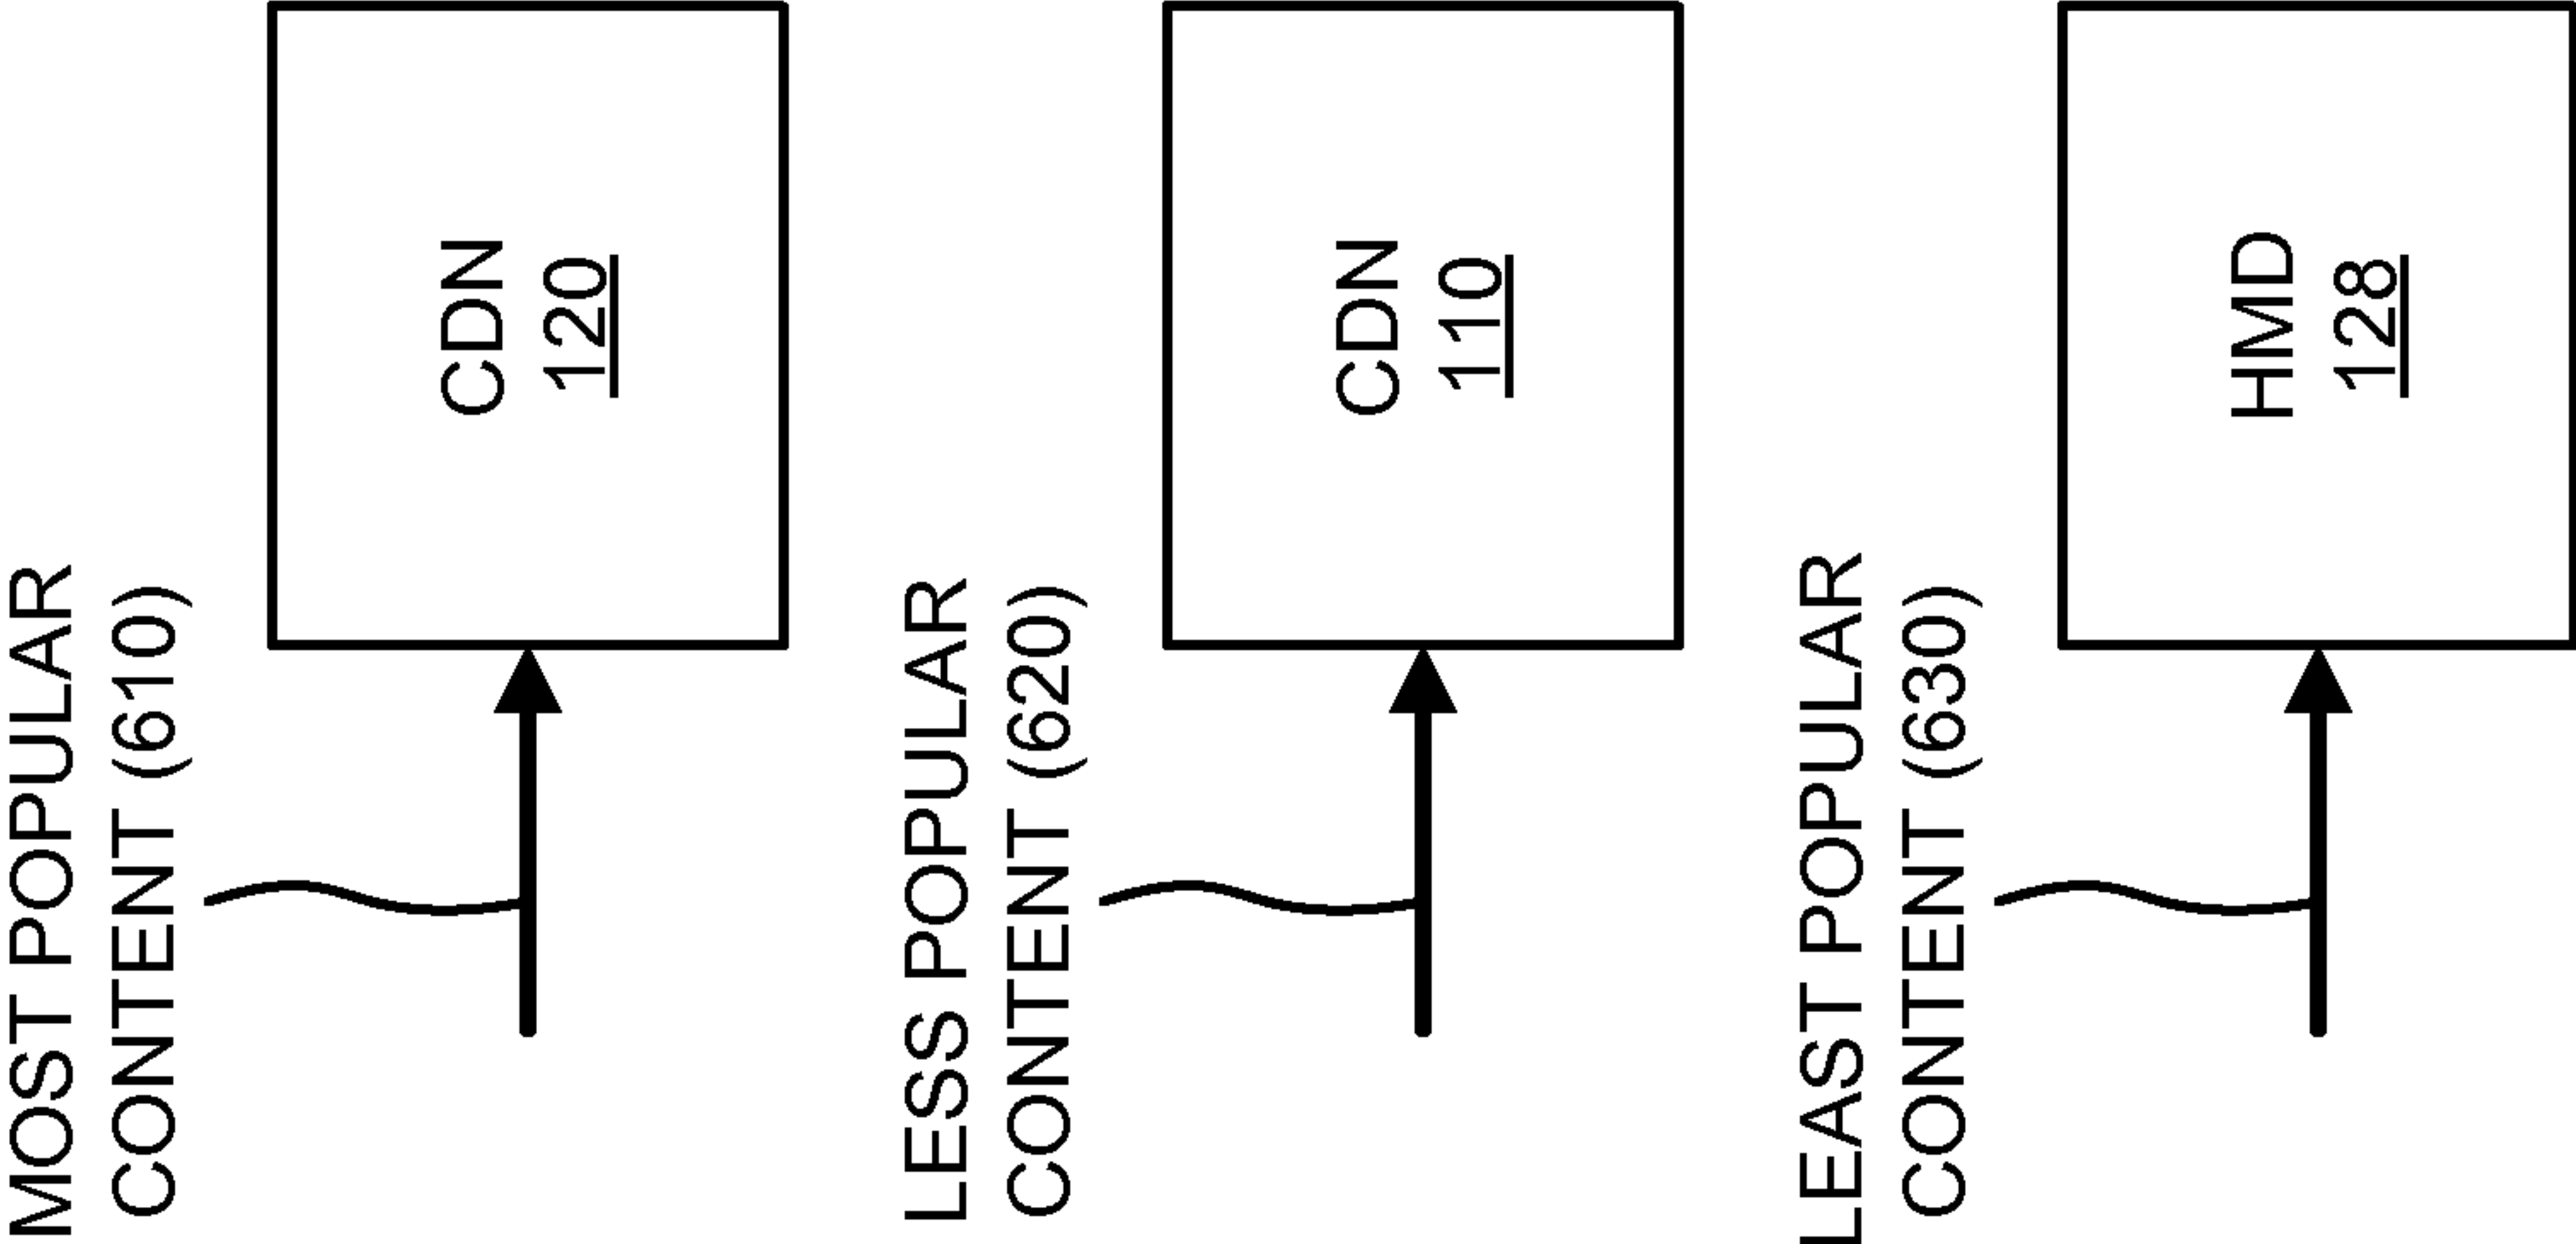 MOST POPULAR
CONTENT (610)
CDN
120
LESS POPULAR
CONTENT (620)
CDN
110
LEAST POPULAR
CONTENT (630)
HMD
128